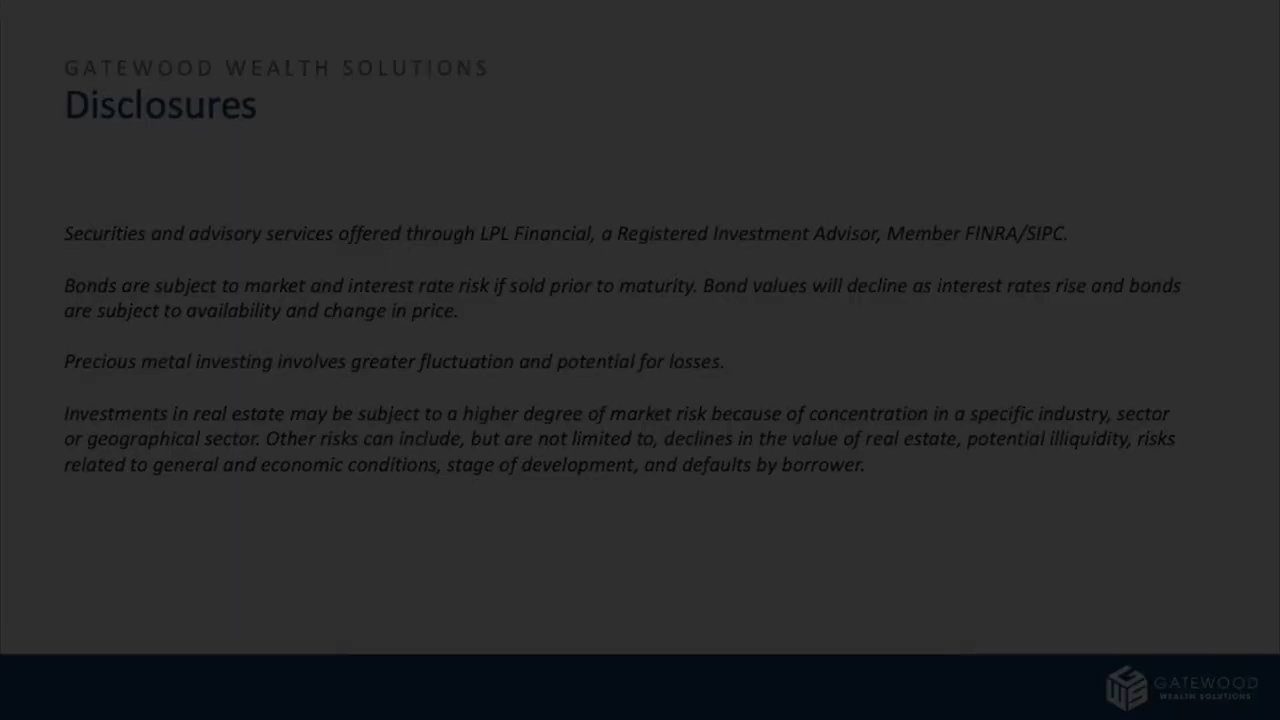 GATEWOOD WEALTH SOLUTIONS
Disclosures
Securities and advisory services offered through LPL Financial, a Registered Investment Advisor, Member FINRA/SIPC.
Bonds are subject to market and interest rate risk if sold prior to maturity. Bond values will decline as interest rates rise and bonds
are subject to availability and change in price.
Precious metal investing involves greater fluctuation and potential for losses.
Investments in real estate may be subject to a higher degree of market risk because of concentration in a specific industry, sector
or geographical sector. Other risks can include, but are not limited to, declines in the value of real estate, potential illiquidity, risks
related to general and economic conditions, stage of development, and defaults by borrower.
GATEWOOD
WEALTH SOLUTIONS